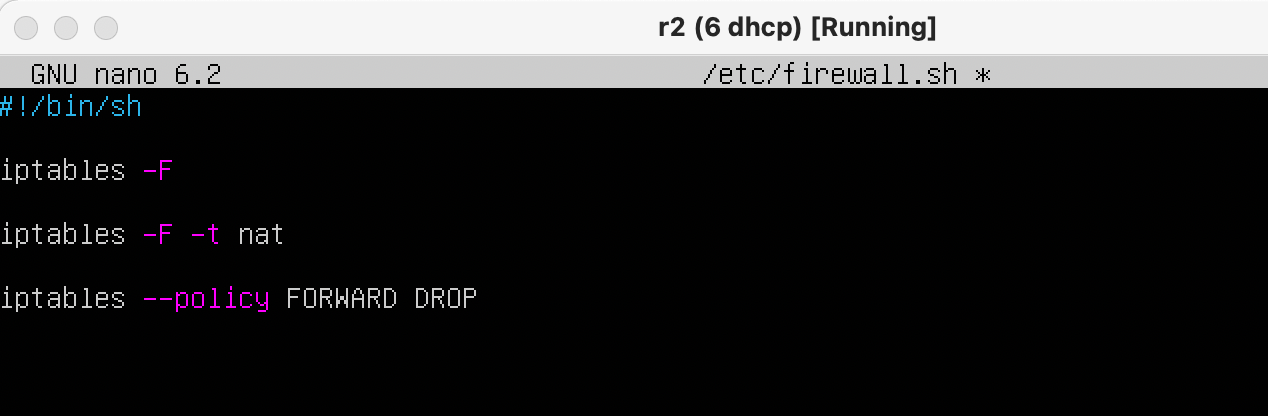 r2 (6 dhcp) [Running]
GNU nano 6.2 /etc/firewall.sh *
#!/bin/sh
iptables -F
iptables -F -t nat
iptables --policy FORWARD DROP